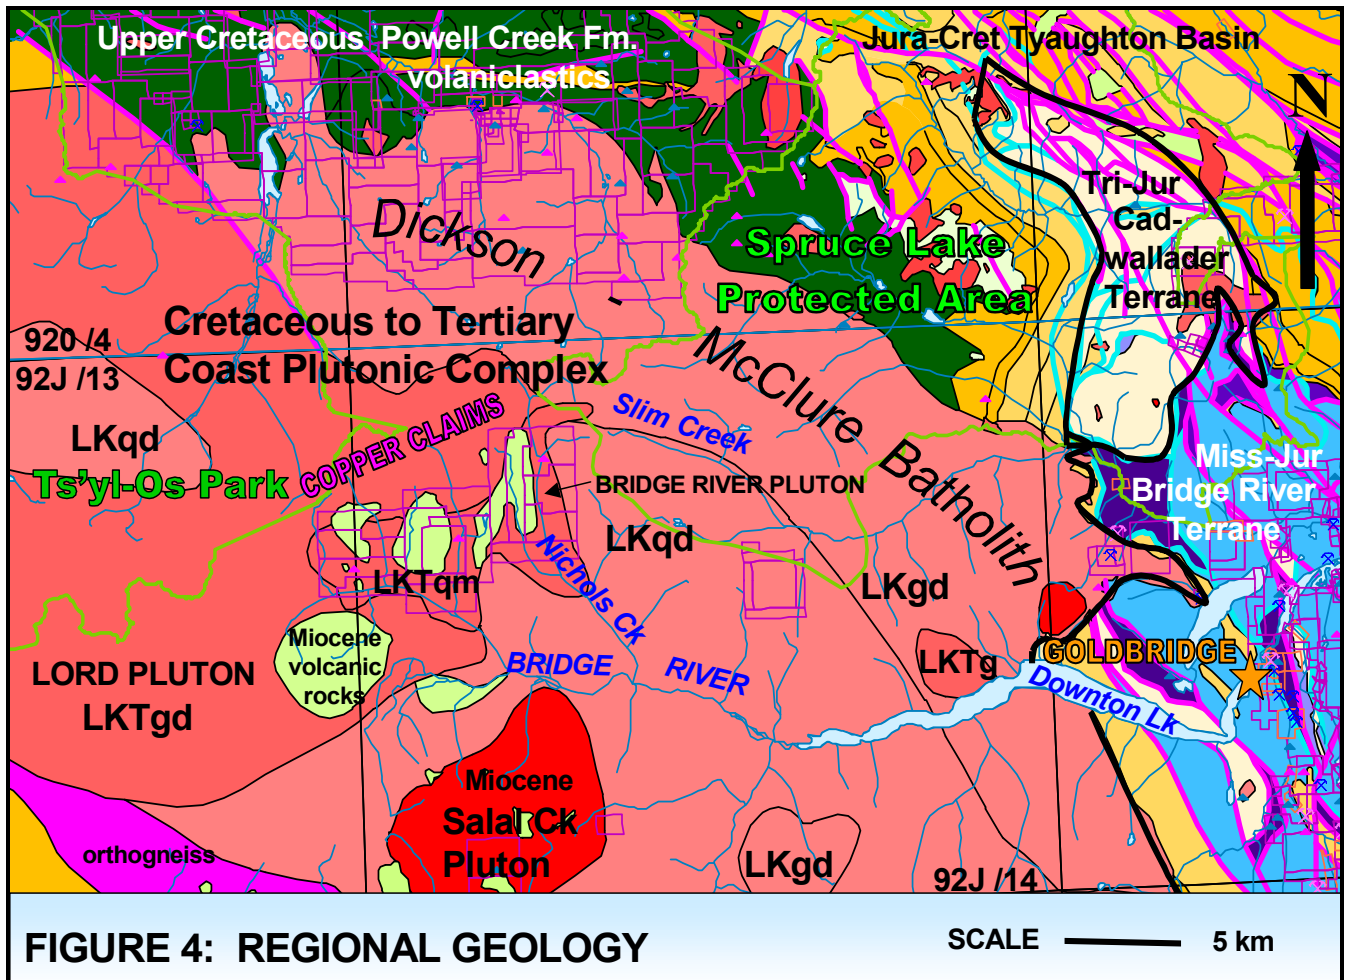 Upper Cretaceous Powell Creek Fm.
volaniclastics
Jura-Cret Tyaughton Basin
N
Tri-Jur
Cad-
wallader
Terrane
Dickson
Spruce Lake
Protected Area
Cretaceous to Tertiary
Coast Plutonic Complex
920 /4
92J /13
McClure
Batholith
Slim Creek
LKqd
Ts'yl-Os Park
COPPER CLAIMS
BRIDGE RIVER PLUTON
Miss-Jur
Bridge River
Terrane
LKqd
Nichols Ck
LKTqm
LKgd
Miocene
volcanic
rocks
LORD PLUTON
LKTgd
BRIDGE RIVER
LKTg
GOLDBRIDGE
Downton Lk
Miocene
Salal Ck
Pluton
orthogneiss
LKgd
92J /14
FIGURE 4: REGIONAL GEOLOGY
SCALE 5 km